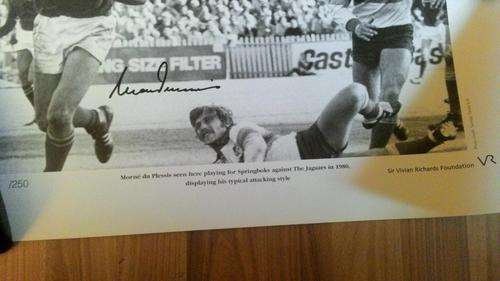 NG SIZE FILTER
Cast
Morné du Plessis seen here playing for Springboks against The Jaguars in 1980,
displaying his typical attacking style
/250
Sir Vivian Richards Foundation
VR